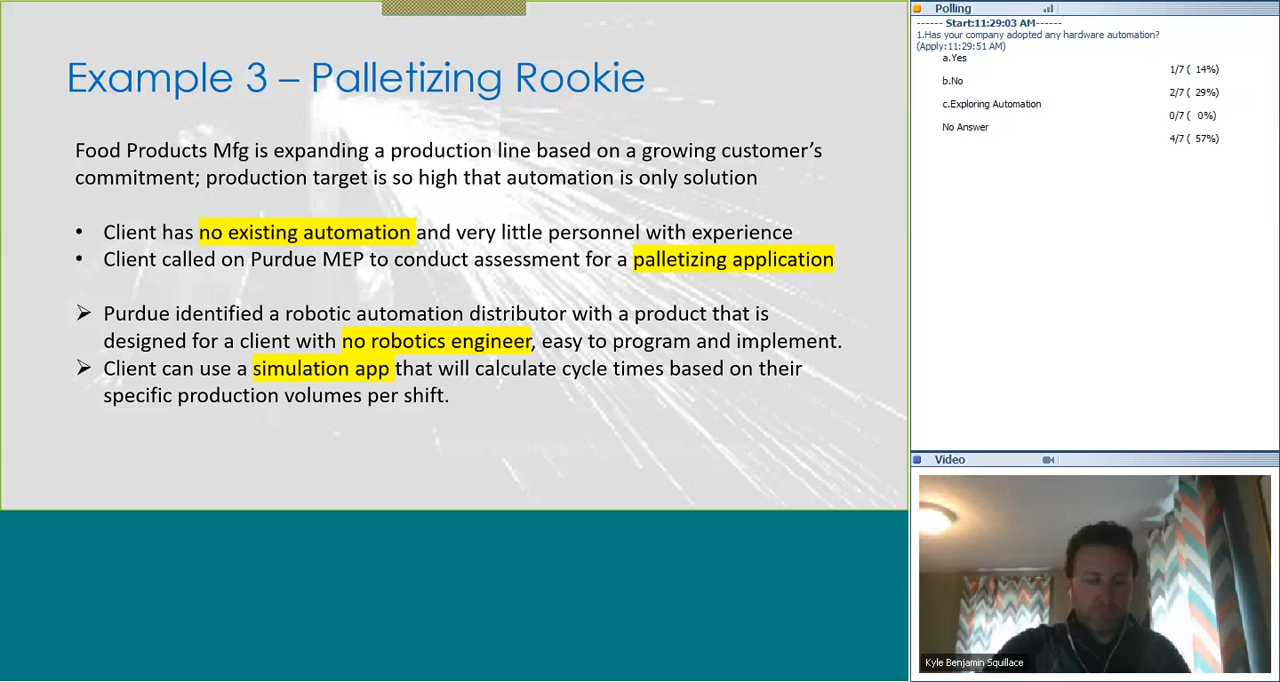 Example 3 – Palletizing Rookie
Food Products Mfg is expanding a production line based on a growing customer’s
commitment; production target is so high that automation is only solution
• Client has no existing automation and very little personnel with experience
• Client called on Purdue MEP to conduct assessment for a palletizing application
➢ Purdue identified a robotic automation distributor with a product that is
designed for a client with no robotics engineer, easy to program and implement.
➢ Client can use a simulation app that will calculate cycle times based on their
specific production volumes per shift.
Polling
------ Start:11:29:03 AM------
1.Has your company adopted any hardware automation?
(Apply:11:29:51 AM)
a.Yes
1/7 ( 14%)
b.No
2/7 ( 29%)
c.Exploring Automation
0/7 ( 0%)
No Answer
4/7 ( 57%)
Video
Kyle Benjamin Squillace